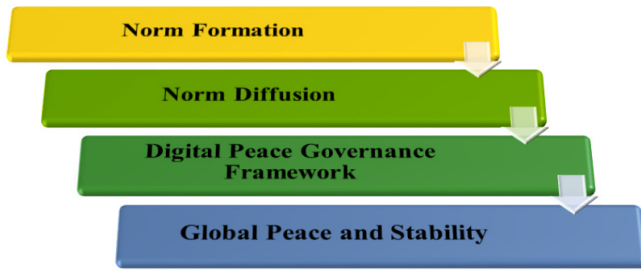 Norm Formation
Norm Diffusion
Digital Peace Governance
Framework
Global Peace and Stability